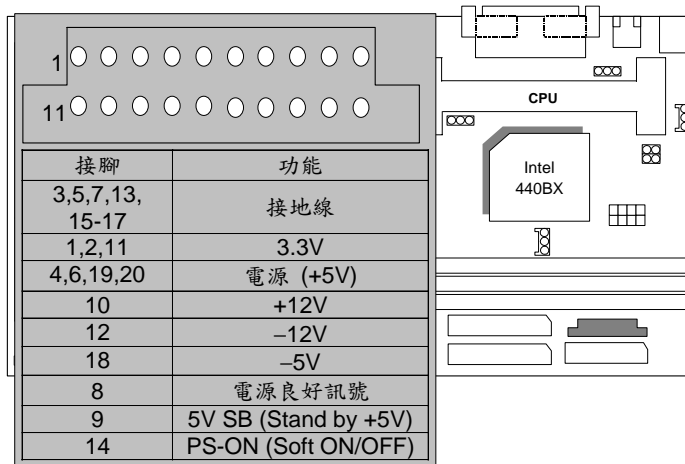 1
11
接腳 功能
3,5,7,13,
15-17 接地線
1,2,11 3.3V
4,6,19,20 電源 (+5V)
10 +12V
12 –12V
18 –5V
8 電源良好訊號
9 5V SB (Stand by +5V)
14 PS-ON (Soft ON/OFF)
CPU
Intel
440BX